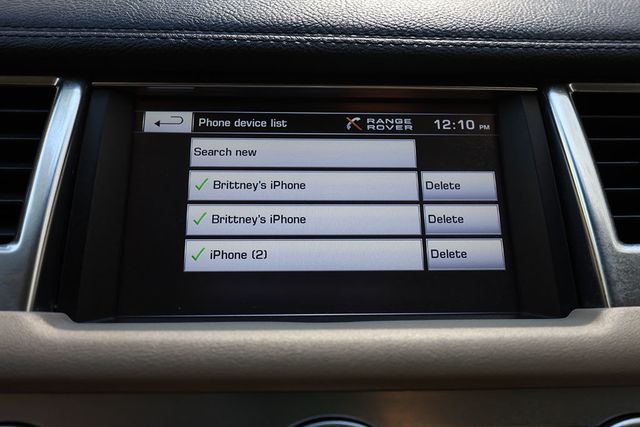 Phone device list
RANGE ROVER
12:10 PM
Search new
Brittney's iPhone Delete
Brittney's iPhone Delete
iPhone (2) Delete